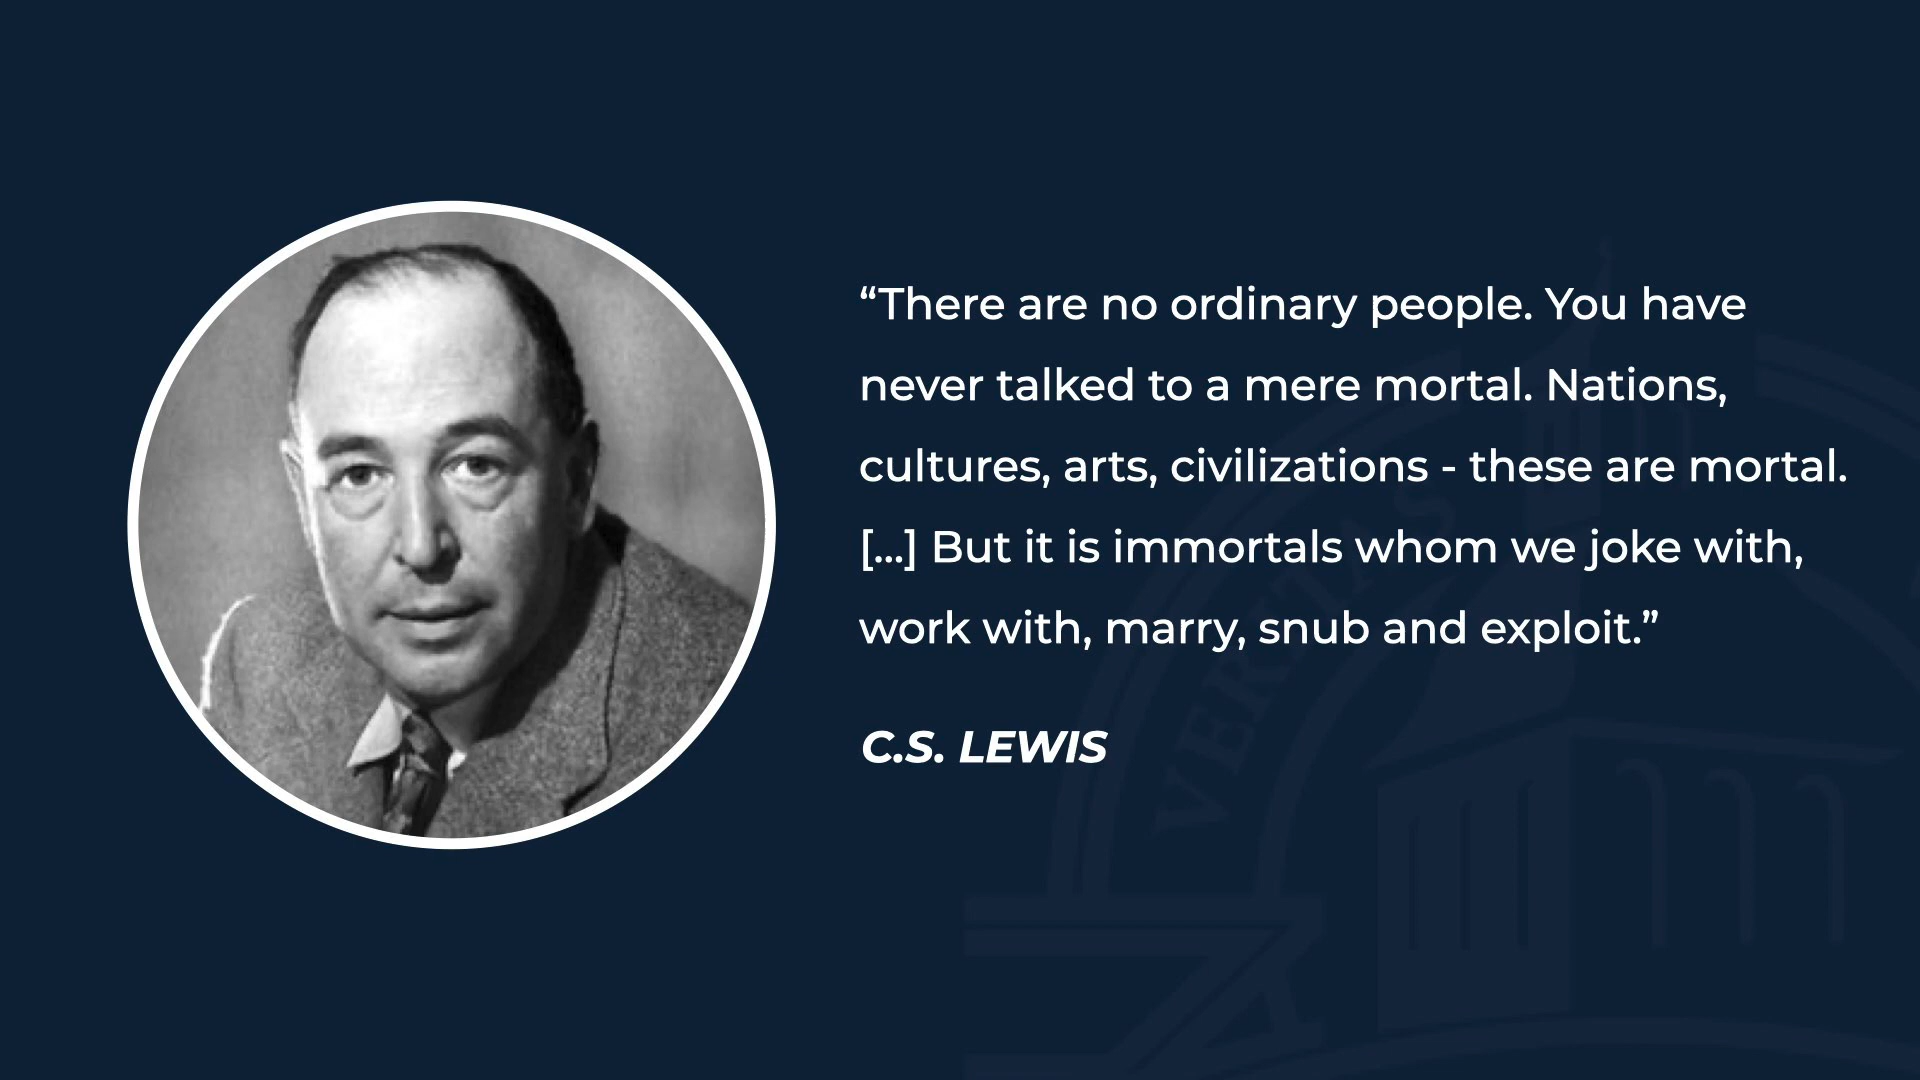 “There are no ordinary people. You have
never talked to a mere mortal. Nations,
cultures, arts, civilizations - these are mortal.
[...] But it is immortals whom we joke with,
work with, marry, snub and exploit.”
C.S. LEWIS
VERITAS